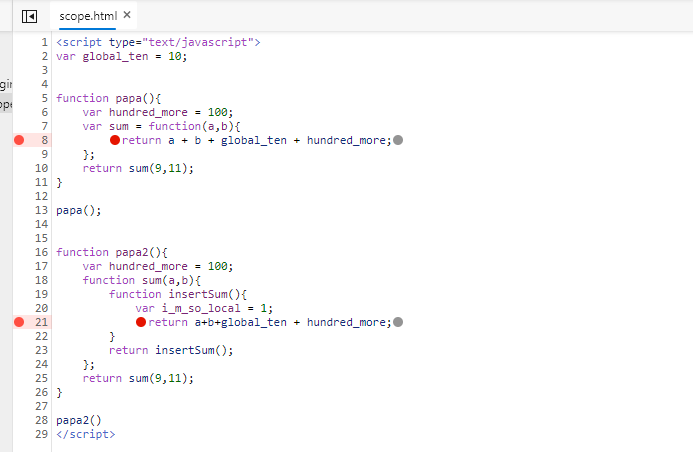 scope.html ×
1 <script type="text/javascript">
2 var global_ten = 10;
3
4
5 function papa(){
6     var hundred_more = 100;
7     var sum = function(a,b){
8         return a + b + global_ten + hundred_more;
9     };
10     return sum(9,11);
11 }
12
13 papa();
14
15
16 function papa2(){
17     var hundred_more = 100;
18     function sum(a,b){
19         function insertSum(){
20             var i_m_so_local = 1;
21             return a+b+global_ten + hundred_more;
22         }
23         return insertSum();
24     };
25     return sum(9,11);
26 }
27
28 papa2()
29 </script>